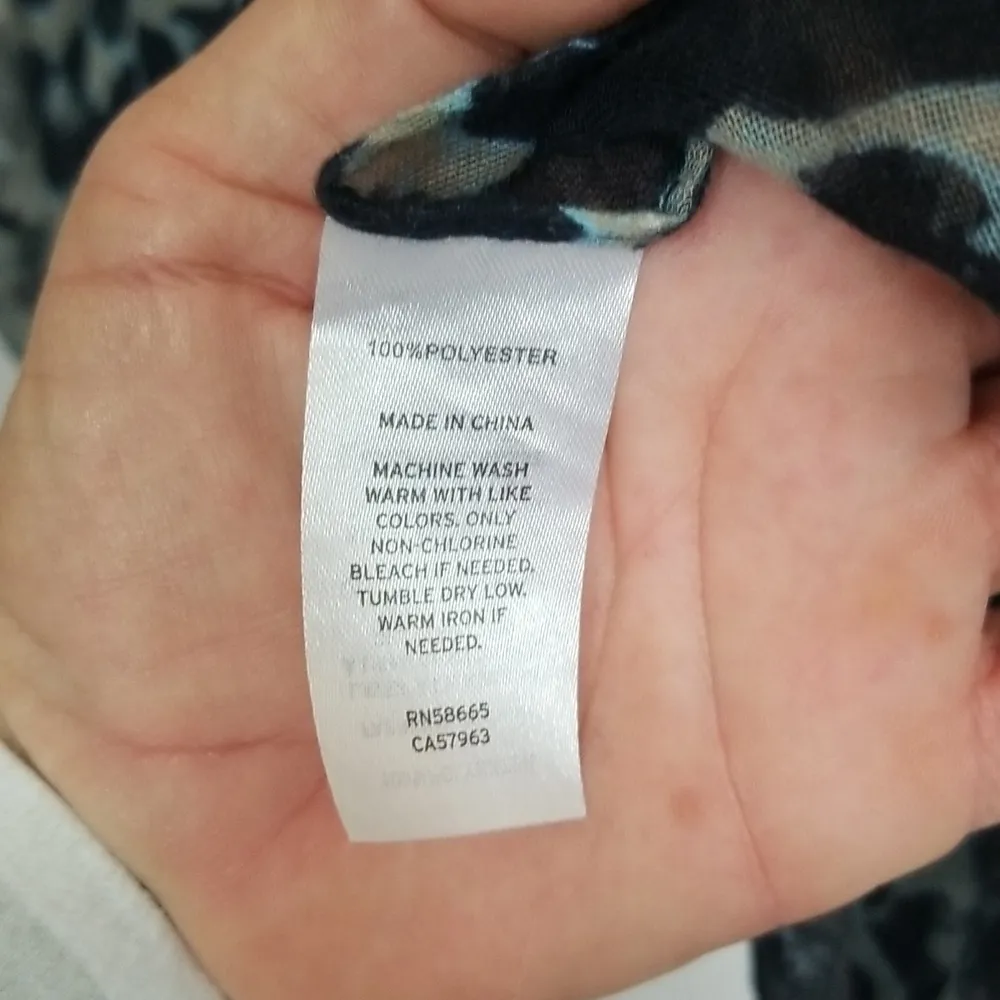 100%POLYESTER
MADE IN CHINA
MACHINE WASH
WARM WITH LIKE
COLORS. ONLY
NON-CHLORINE
BLEACH IF NEEDED.
TUMBLE DRY LOW.
WARM IRON IF
NEEDED.
RN58665
CA57963